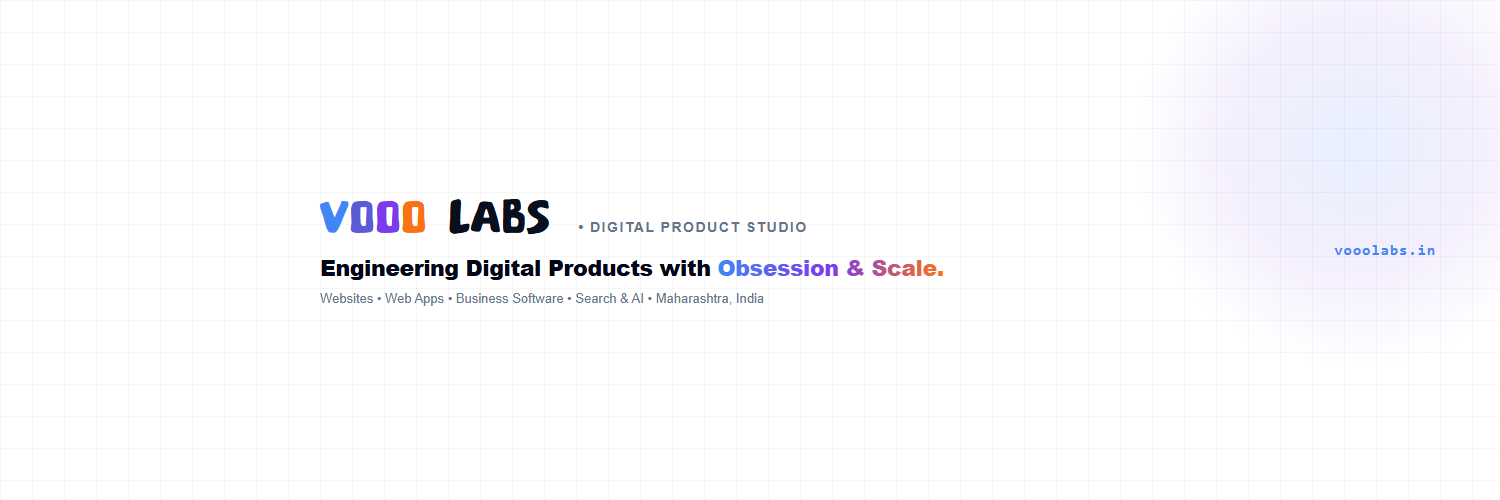 VOOO LABS • DIGITAL PRODUCT STUDIO
Engineering Digital Products with Obsession & Scale.
Websites • Web Apps • Business Software • Search & AI • Maharashtra, India
vooolabs.in